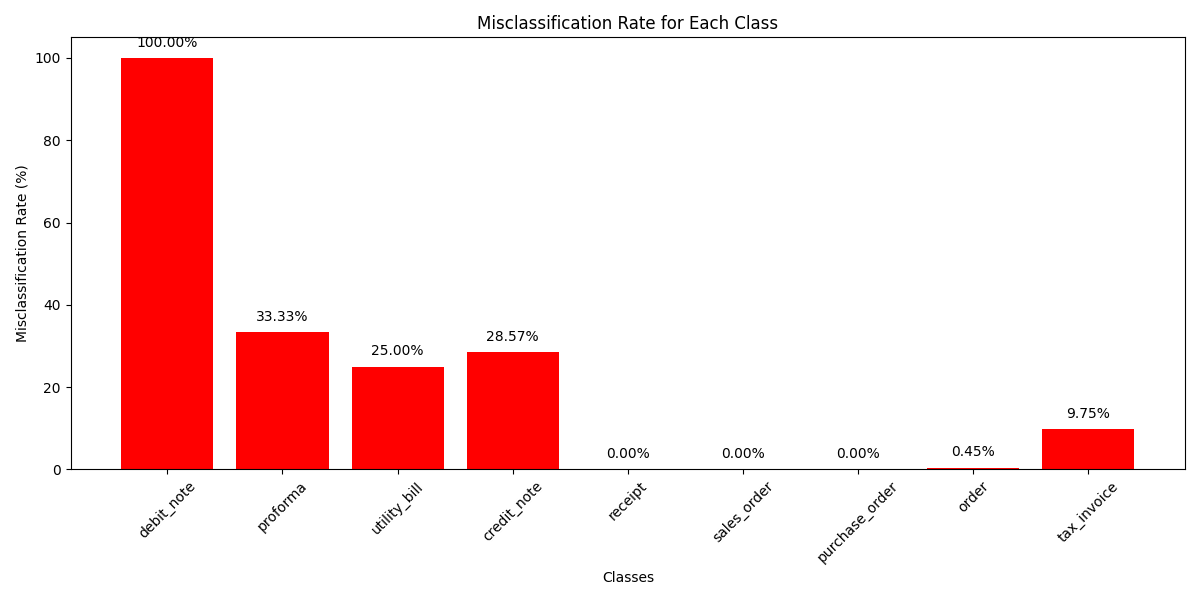 Misclassification Rate for Each Class
Misclassification Rate (%)
100
80
60
40
20
0
100.00%
33.33%
25.00%
28.57%
0.00%
0.00%
0.00%
0.45%
9.75%
debit_note
proforma
utility_bill
credit_note
receipt
sales_order
purchase_order
order
tax_invoice
Classes